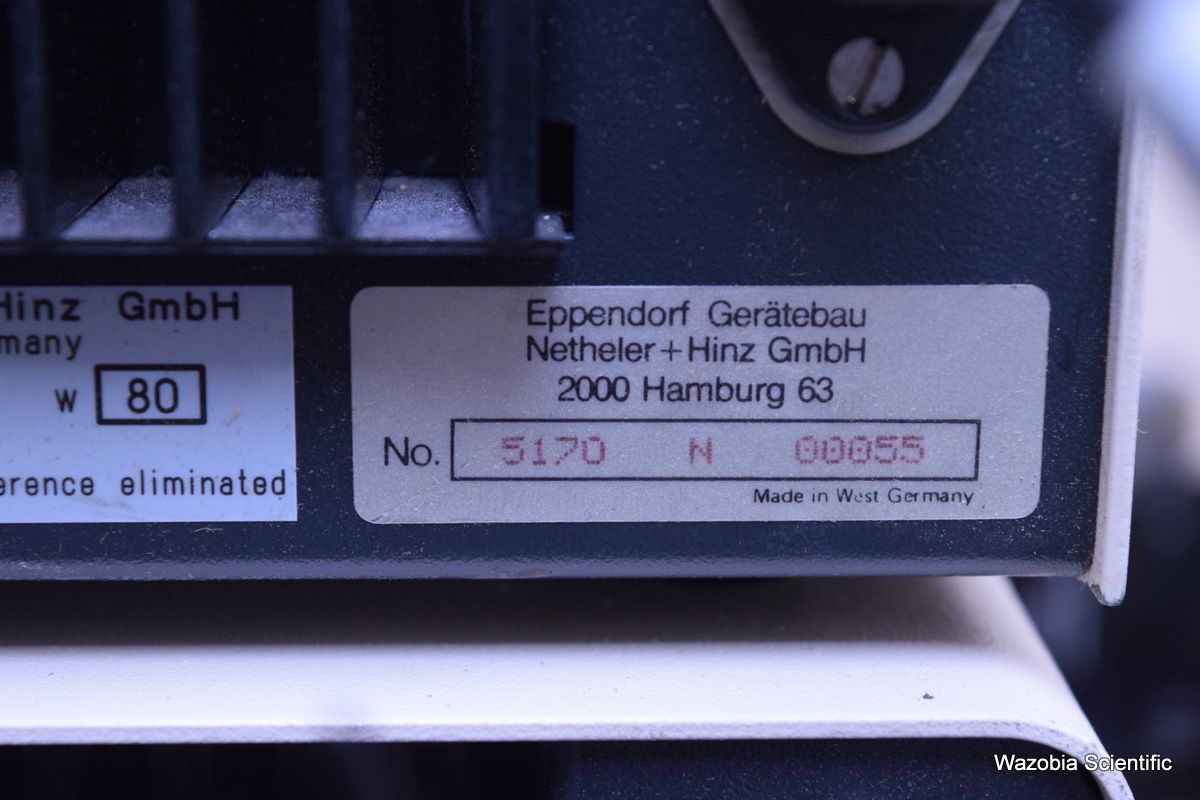 Hinz GmbH
many
W 80
erence eliminated
Eppendorf Gerätebau
Netheler+Hinz GmbH
2000 Hamburg 63
No. 5170 N 00055
Made in West Germany
Wazobia Scientific